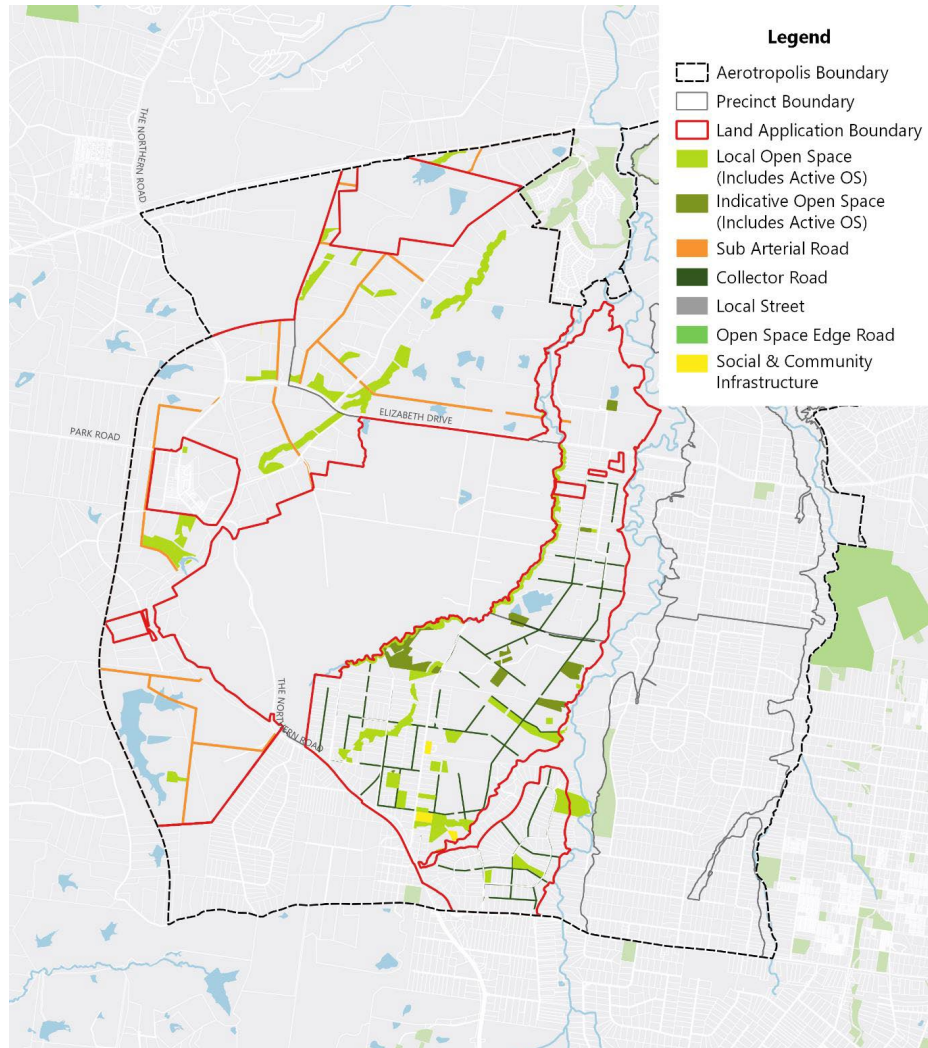 Legend
Aerotropolis Boundary
Precinct Boundary
Land Application Boundary
Local Open Space
(Includes Active OS)
Indicative Open Space
(Includes Active OS)
Sub Arterial Road
Collector Road
Local Street
Open Space Edge Road
Social & Community
Infrastructure
THE NORTHERN ROAD
ELIZABETH DRIVE
PARK ROAD
THE NORTHERN ROAD